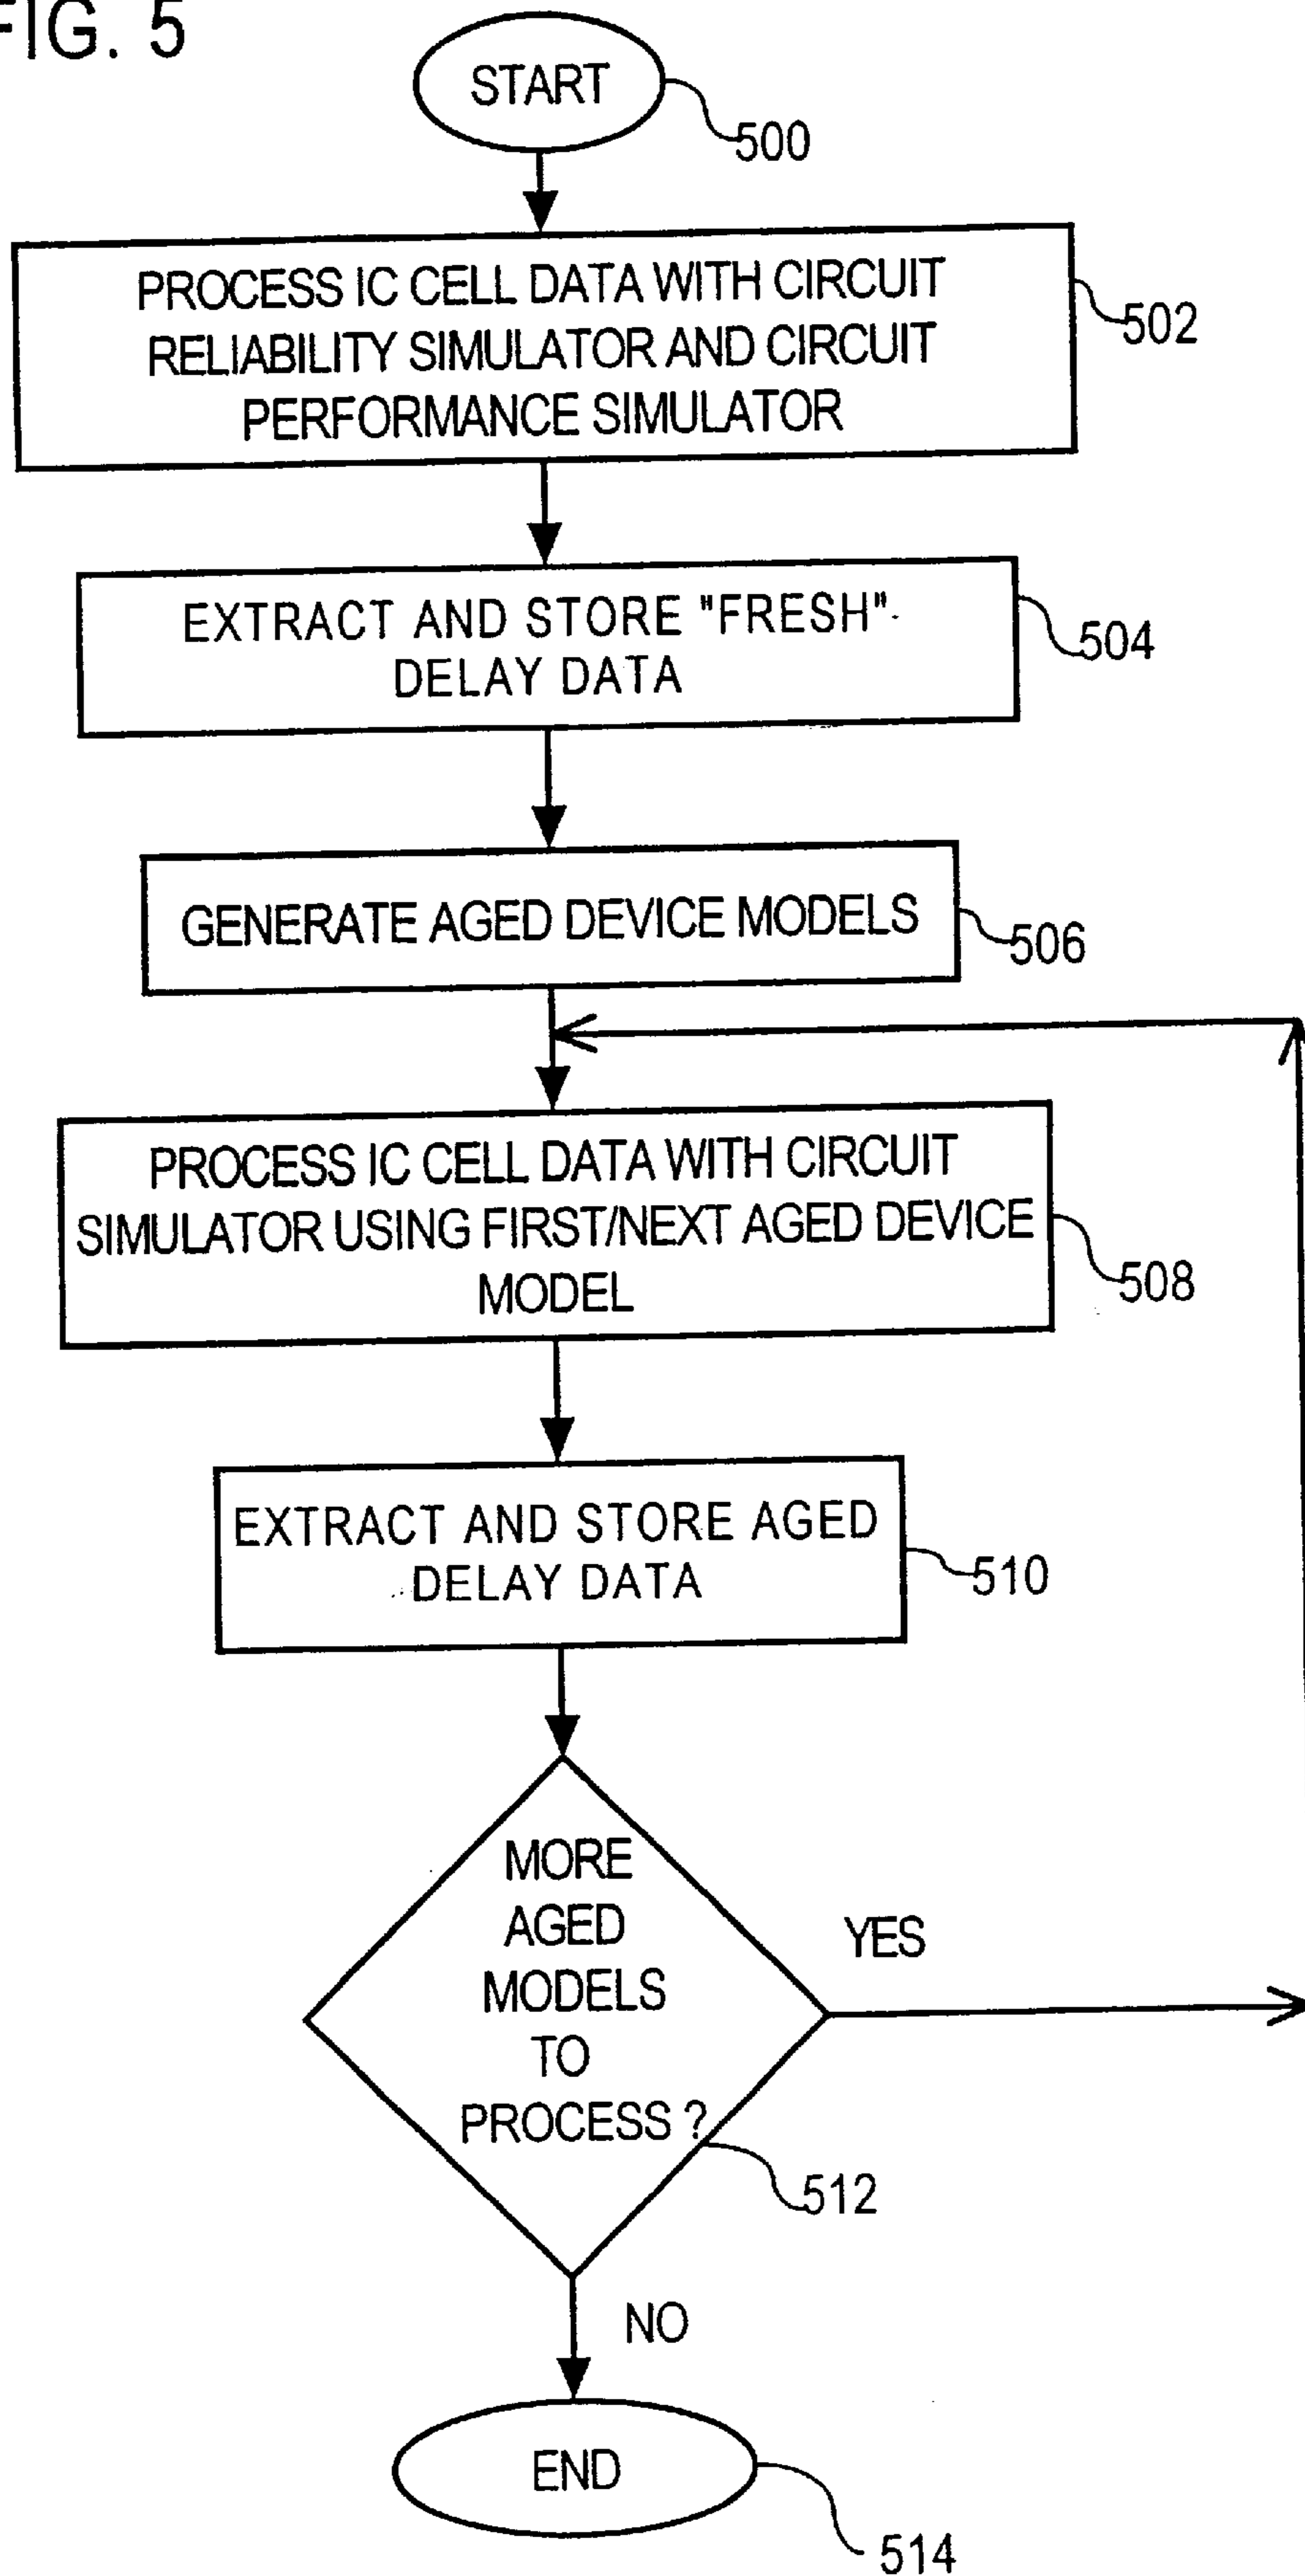 FIG. 5
START
500
PROCESS IC CELL DATA WITH CIRCUIT
RELIABILITY SIMULATOR AND CIRCUIT
PERFORMANCE SIMULATOR
502
EXTRACT AND STORE "FRESH"
DELAY DATA
504
GENERATE AGED DEVICE MODELS
506
PROCESS IC CELL DATA WITH CIRCUIT
SIMULATOR USING FIRST/NEXT AGED DEVICE
MODEL
508
EXTRACT AND STORE AGED
DELAY DATA
510
MORE
AGED
MODELS
TO
PROCESS ?
YES
512
NO
END
514